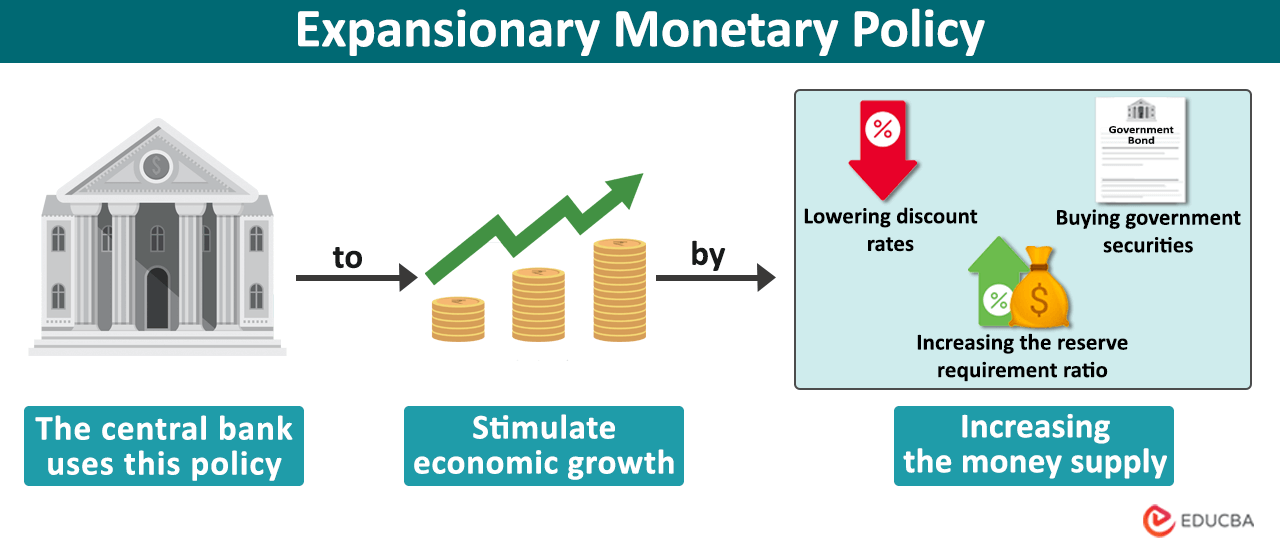 Expansionary Monetary Policy
to
by
%
Government
Bond
Lowering discount
rates
Buying government
securities
%
$
Increasing the reserve
requirement ratio
$
The central bank
uses this policy
Stimulate
economic growth
Increasing
the money supply
EDUCBA